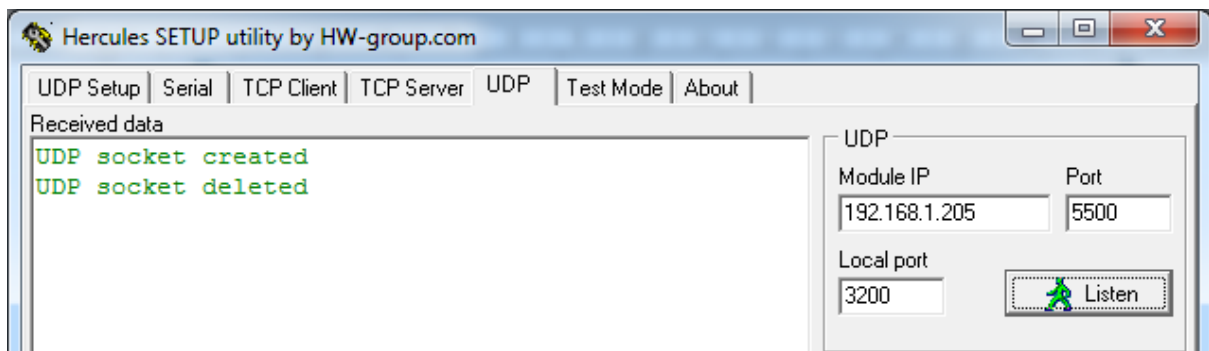 Hercules SETUP utility by HW-group.com
UDP Setup Serial TCP Client TCP Server UDP Test Mode About
Received data
UDP socket created
UDP socket deleted
UDP
Module IP Port
192.168.1.205 5500
Local port
3200 Listen